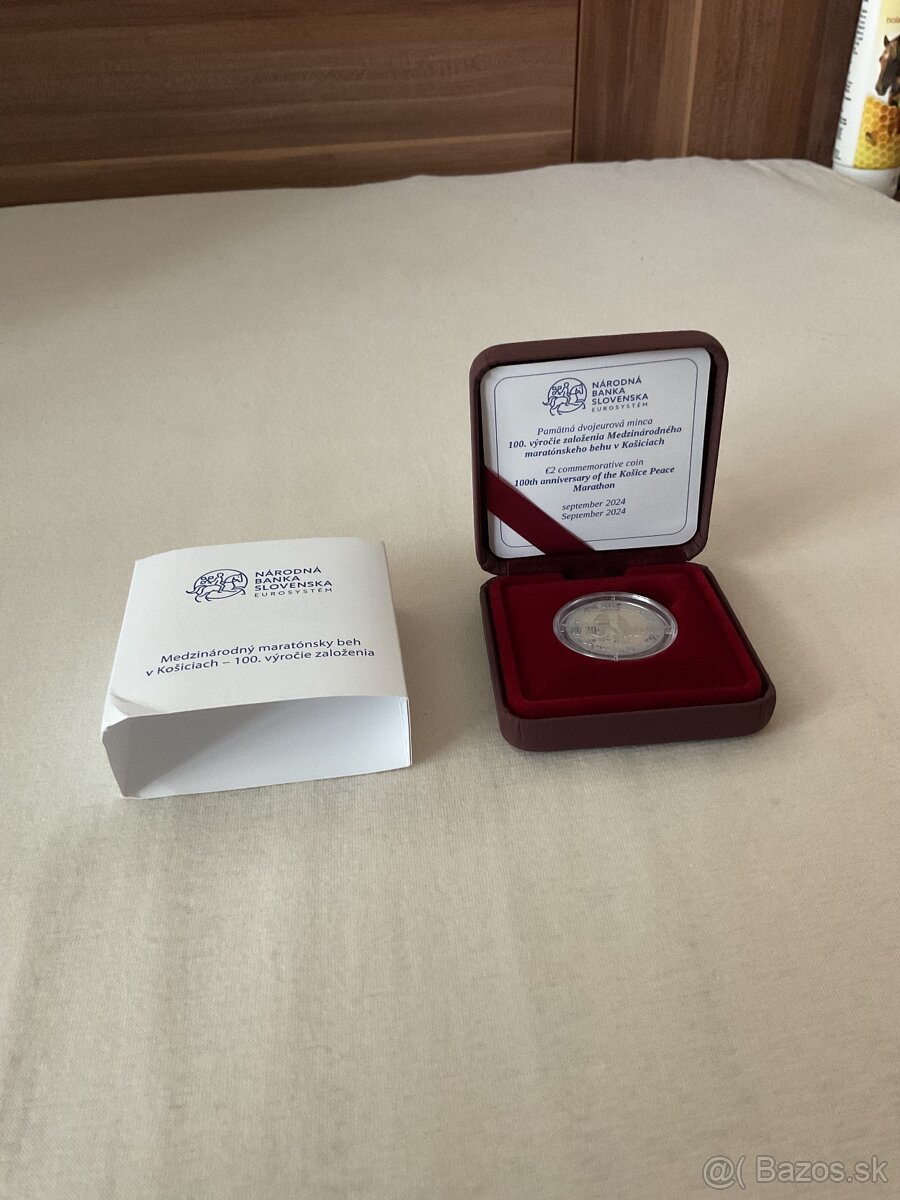 NÁRODNÁ
BANKA
SLOVENSKA
EUROSYSTÉM
Pamätná dvojeurová minca
100. výročie založenia Medzinárodného
maratónskeho behu v Košiciach
€2 commemorative coin
100th anniversary of the Košice Peace
Marathon
september 2024
September 2024
NÁRODNÁ
BANKA
SLOVENSKA
EUROSYSTÉM
Medzinárodný maratónsky beh
v Košiciach – 100. výročie založenia
@( Bazos.sk